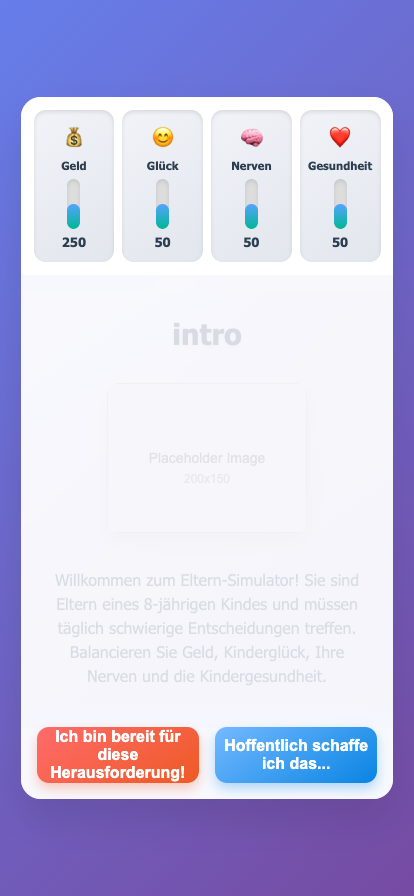 Geld
Glück
Nerven
Gesundheit
250
50
50
50
intro
Placeholder Image
200x150
Willkommen zum Eltern-Simulator! Sie sind
Eltern eines 8-jährigen Kindes und müssen
täglich schwierige Entscheidungen treffen.
Balancieren Sie Geld, Kinderglück, Ihre
Nerven und die Kindergesundheit.
Ich bin bereit für
diese
Herausforderung!
Hoffentlich schaffe
ich das...